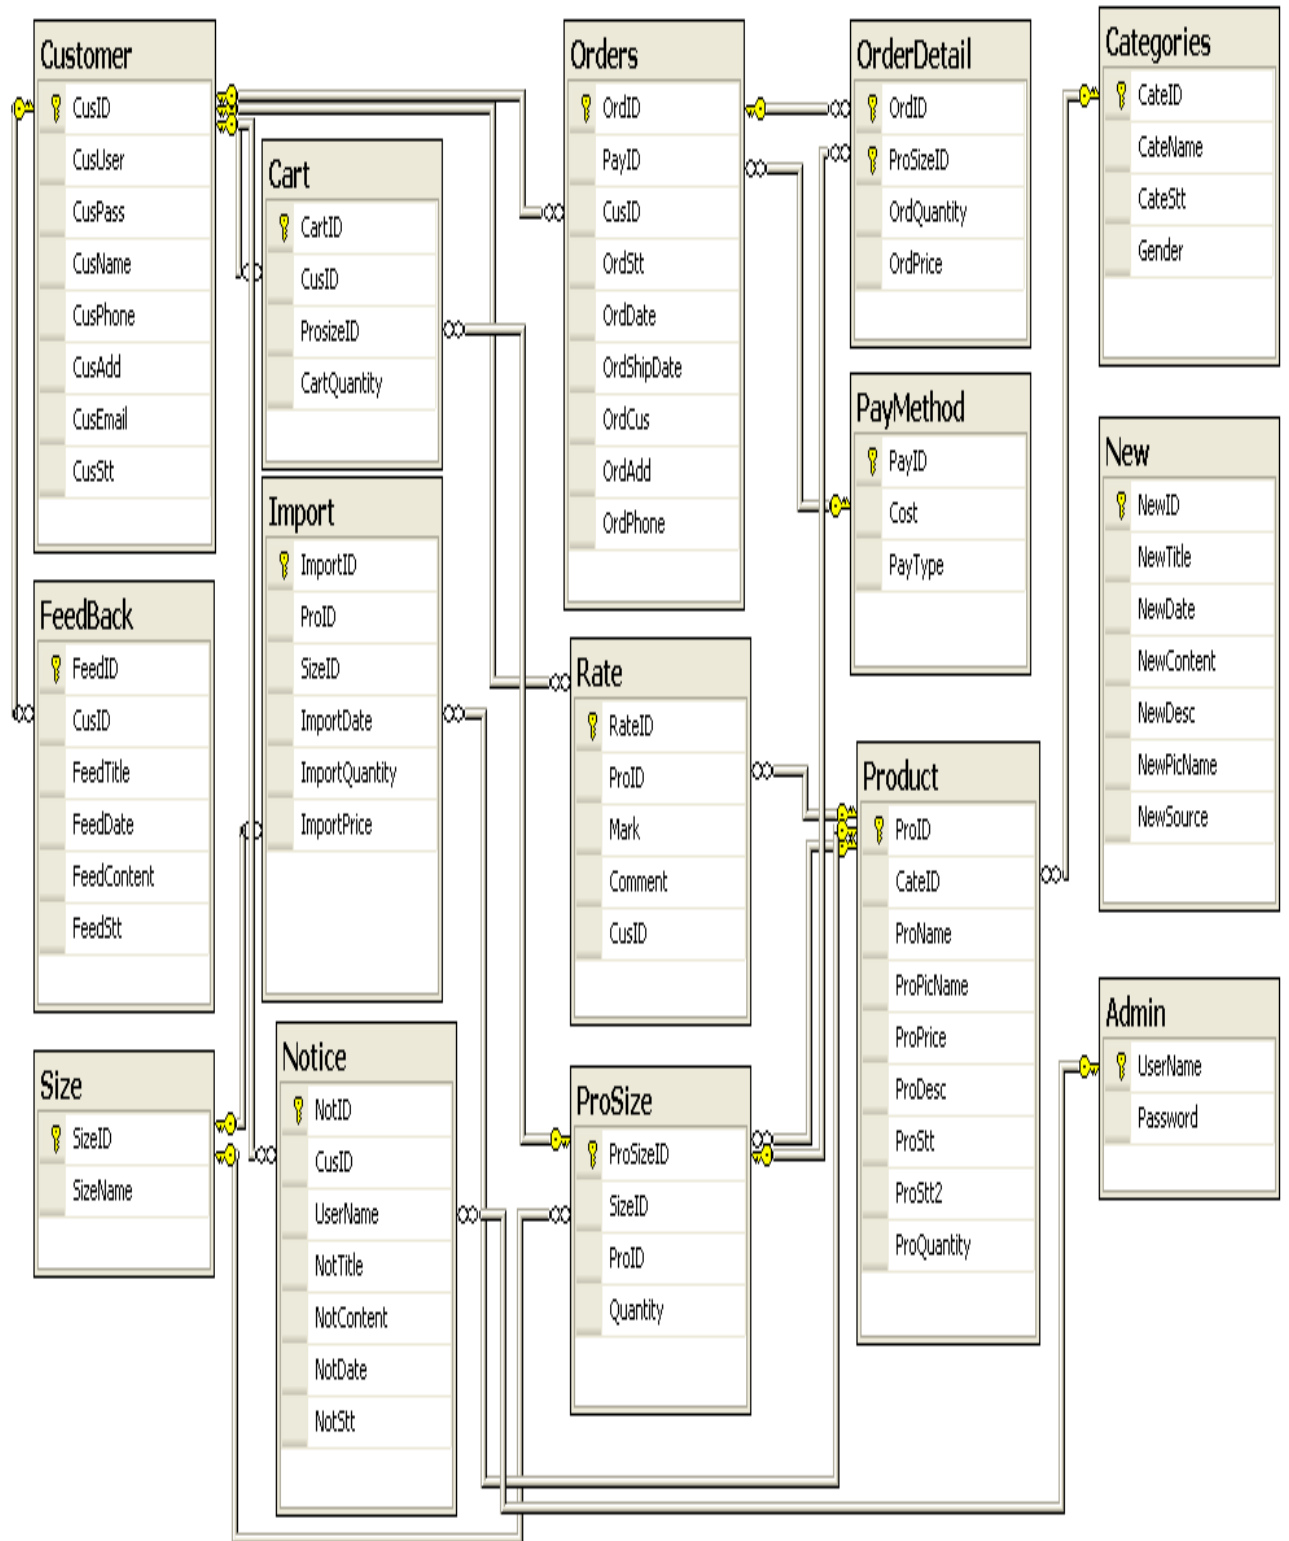 Customer
CusID
CusUser
CusPass
CusName
CusPhone
CusAdd
CusEmail
CusStt
FeedBack
FeedID
CusID
FeedTitle
FeedDate
FeedContent
FeedStt
Size
SizeID
SizeName
Cart
CartID
CusID
ProsizeID
CartQuantity
Import
ImportID
ProID
SizeID
ImportDate
ImportQuantity
ImportPrice
Notice
NotID
CusID
UserName
NotTitle
NotContent
NotDate
NotStt
Orders
OrdID
PayID
CusID
OrdStt
OrdDate
OrdShipDate
OrdCus
OrdAdd
OrdPhone
Rate
RateID
ProID
Mark
Comment
CusID
ProSize
ProSizeID
SizeID
ProID
Quantity
OrderDetail
OrdID
ProSizeID
OrdQuantity
OrdPrice
PayMethod
PayID
Cost
PayType
Product
ProID
CateID
ProName
ProPicName
ProPrice
ProDesc
ProStt
ProStt2
ProQuantity
Categories
CateID
CateName
CateStt
Gender
New
NewID
NewTitle
NewDate
NewContent
NewDesc
NewPicName
NewSource
Admin
UserName
Password